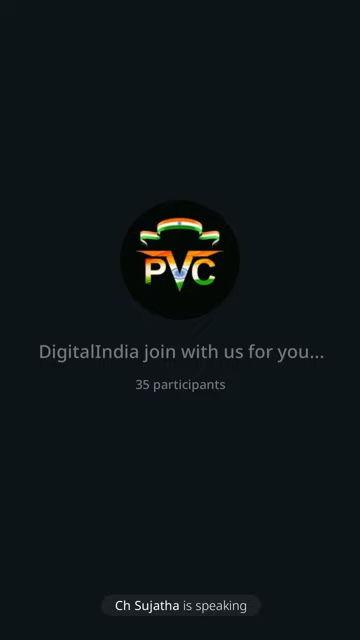 PVC
DigitalIndia join with us for you...
35 participants
Ch Sujatha is speaking